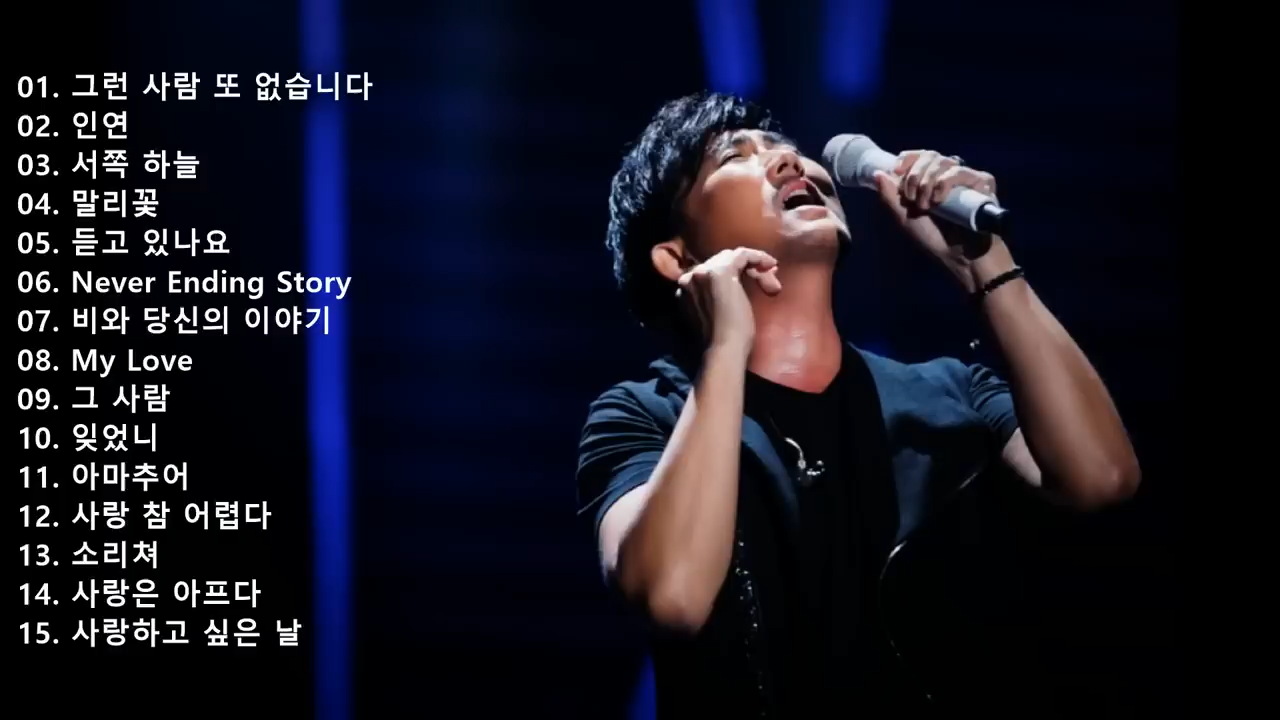 01. 그런 사람 또 없습니다
02. 인연
03. 서쪽 하늘
04. 말리꽃
05. 듣고 있나요
06. Never Ending Story
07. 비와 당신의 이야기
08. My Love
09. 그 사람
10. 잊었니
11. 아마추어
12. 사랑 참 어렵다
13. 소리쳐
14. 사랑은 아프다
15. 사랑하고 싶은 날